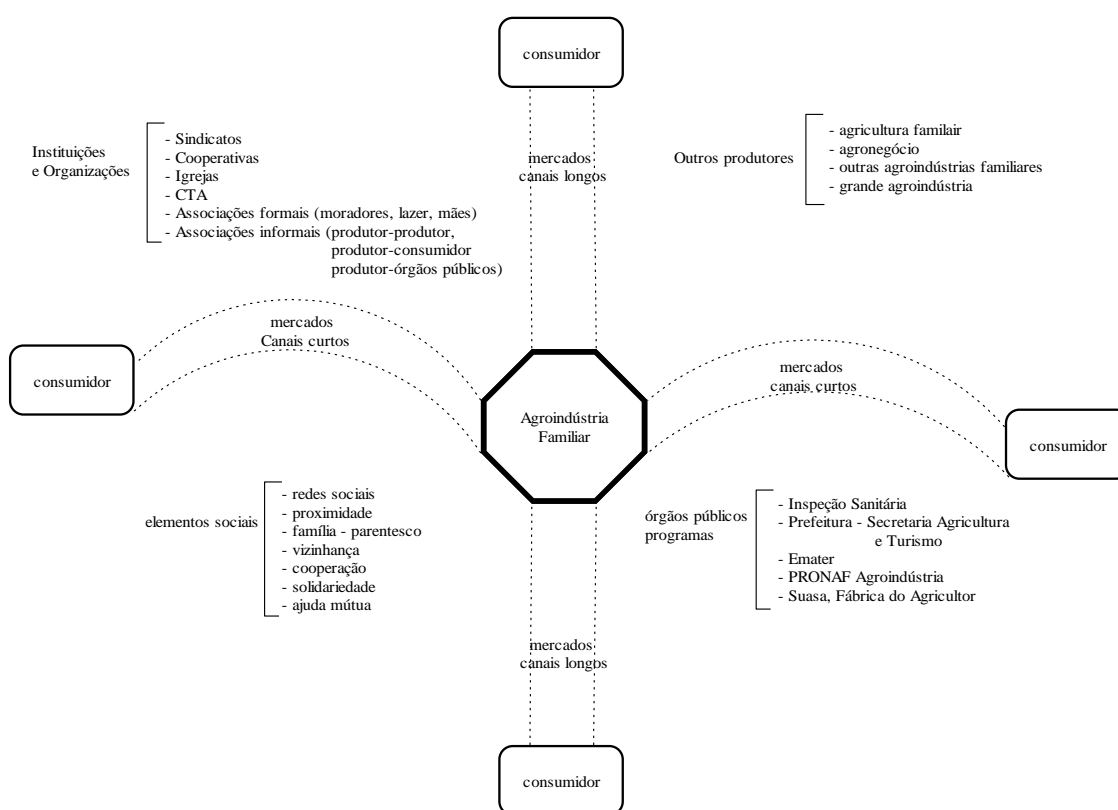 consumidor
Instituições
e Organizações
- Sindicatos
- Cooperativas
- Igrejas
- CTA
- Associações formais (moradores, lazer, mães)
- Associações informais (produtor-produtor,
produtor-consumidor
produtor-órgãos públicos)
mercados
canais longos
Outros produtores
- agricultura familair
- agronegócio
- outras agroindústrias familiares
- grande agroindústria
mercados
Canais curtos
consumidor
Agroindústria
Familiar
mercados
canais curtos
consumidor
elementos sociais
- redes sociais
- proximidade
- família - parentesco
- vizinhança
- cooperação
- solidariedade
- ajuda mútua
órgãos públicos
programas
- Inspeção Sanitária
- Prefeitura - Secretaria Agricultura
e Turismo
- Emater
- PRONAF Agroindústria
- Suasa, Fábrica do Agricultor
mercados
canais longos
consumidor